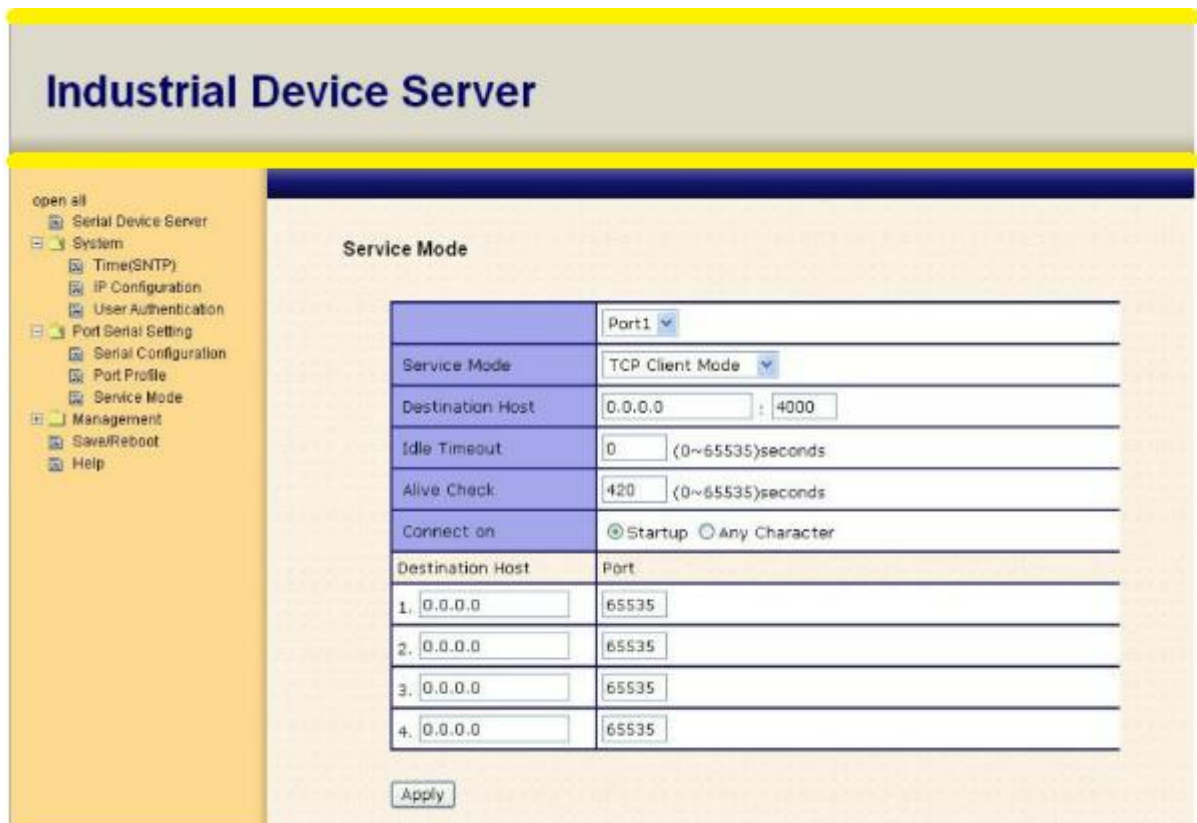 Industrial Device Server
open all
Serial Device Server
System
Time(SNTP)
IP Configuration
User Authentication
Port Serial Setting
Serial Configuration
Port Profile
Service Mode
Management
Save/Reboot
Help
Service Mode
Port1
Service Mode TCP Client Mode
Destination Host 0.0.0.0 : 4000
Idle Timeout 0 (0~65535)seconds
Alive Check 420 (0~65535)seconds
Connect on Startup Any Character
Destination Host Port
1. 0.0.0.0 65535
2. 0.0.0.0 65535
3. 0.0.0.0 65535
4. 0.0.0.0 65535
Apply